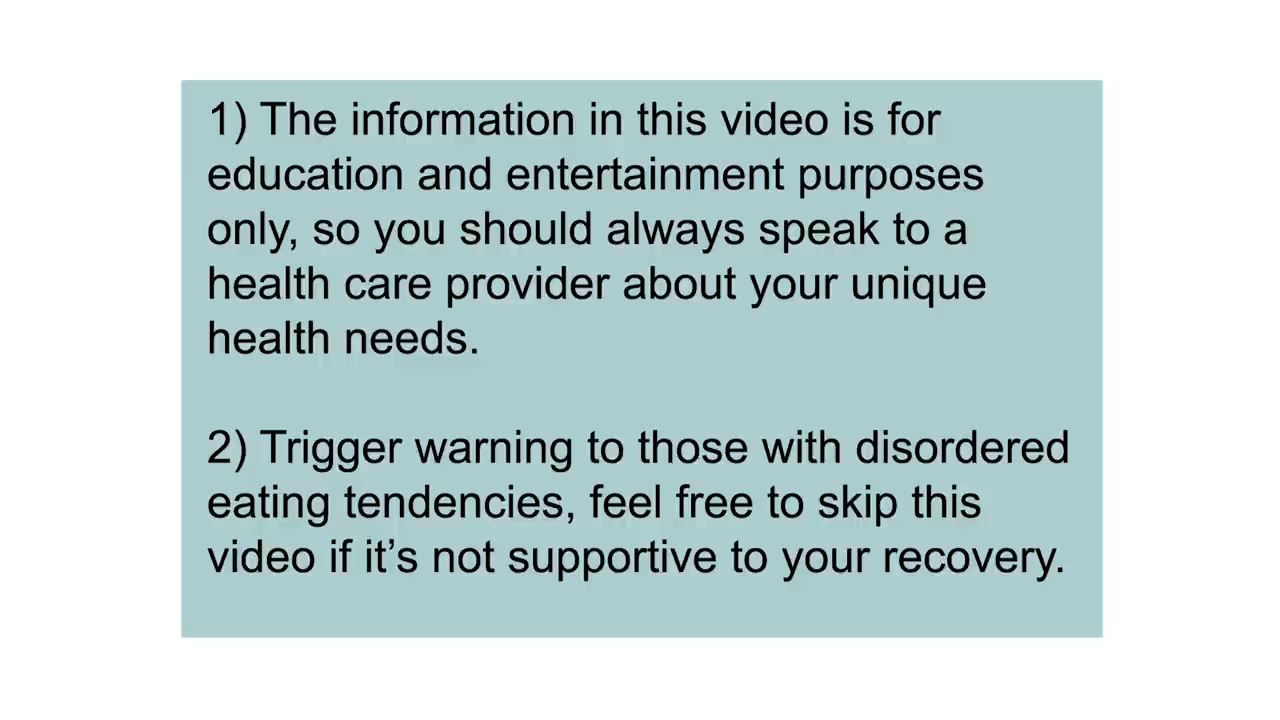 1) The information in this video is for
education and entertainment purposes
only, so you should always speak to a
health care provider about your unique
health needs.
2) Trigger warning to those with disordered
eating tendencies, feel free to skip this
video if it’s not supportive to your recovery.